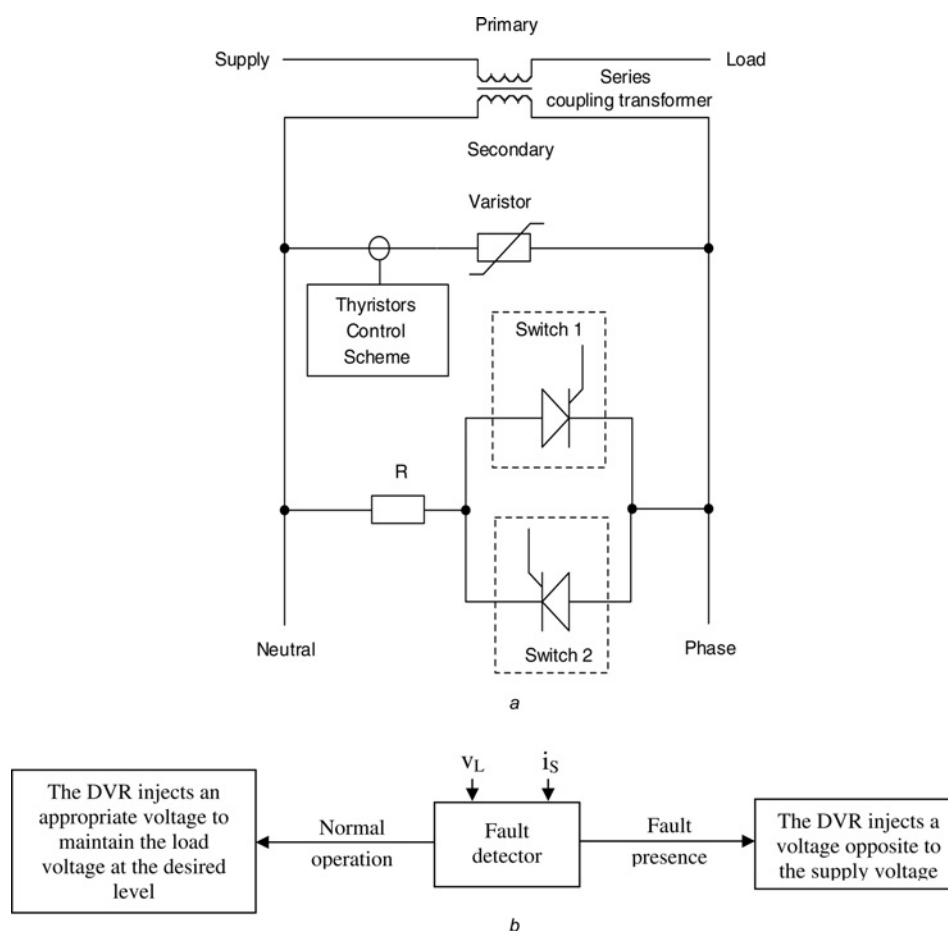 Primary
Supply
Load
Series
coupling transformer
Secondary
Varistor
Thyristors
Control
Scheme
Switch 1
R
Switch 2
Neutral
Phase
a
vL
iS
The DVR injects an
appropriate voltage to
maintain the load
voltage at the desired
level
Normal
operation
Fault
detector
Fault
presence
The DVR injects a
voltage opposite to
the supply voltage
b